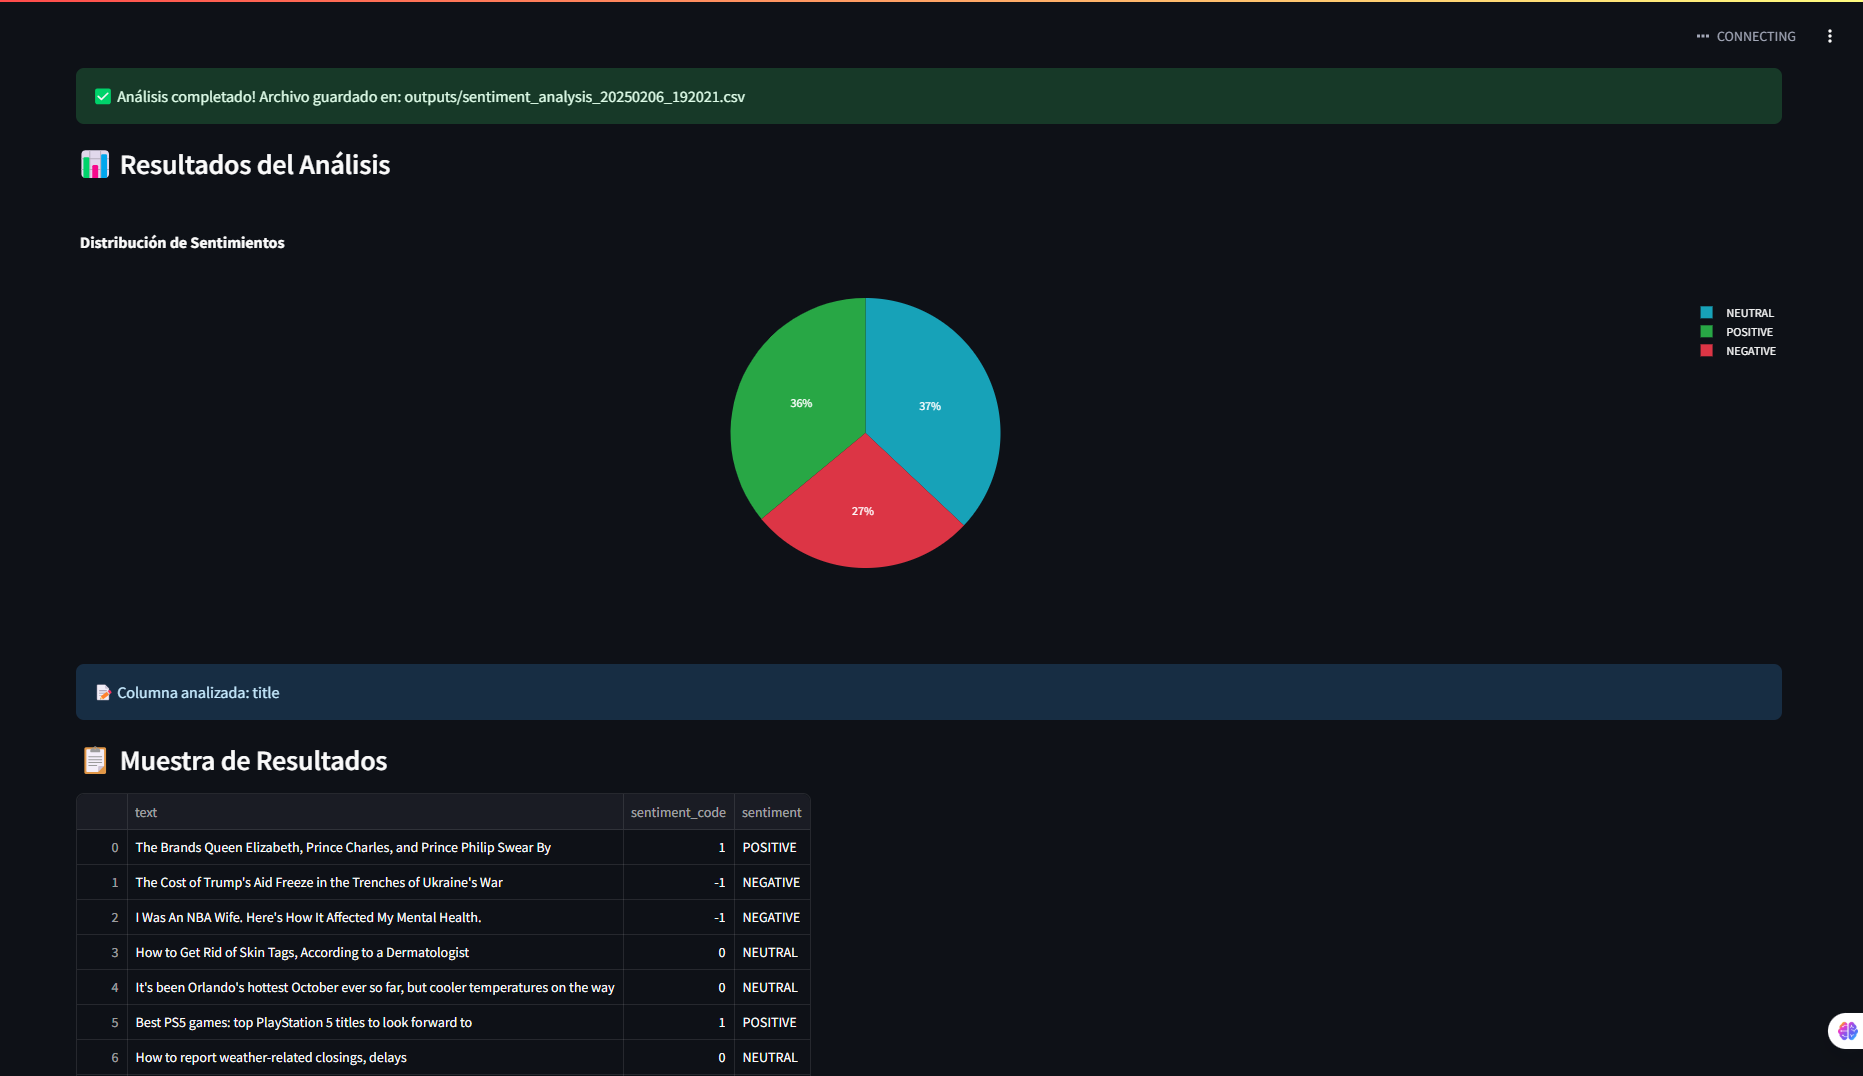 CONNECTING
Análisis completado! Archivo guardado en: outputs/sentiment_analysis_20250206_192021.csv
Resultados del Análisis
Distribución de Sentimientos
NEUTRAL
POSITIVE
NEGATIVE
36%
37%
27%
Columna analizada: title
Muestra de Resultados
text sentiment_code sentiment
0 The Brands Queen Elizabeth, Prince Charles, and Prince Philip Swear By 1 POSITIVE
1 The Cost of Trump's Aid Freeze in the Trenches of Ukraine's War -1 NEGATIVE
2 I Was An NBA Wife. Here's How It Affected My Mental Health. -1 NEGATIVE
3 How to Get Rid of Skin Tags, According to a Dermatologist 0 NEUTRAL
4 It's been Orlando's hottest October ever so far, but cooler temperatures on the way 0 NEUTRAL
5 Best PS5 games: top PlayStation 5 titles to look forward to 1 POSITIVE
6 How to report weather-related closings, delays 0 NEUTRAL